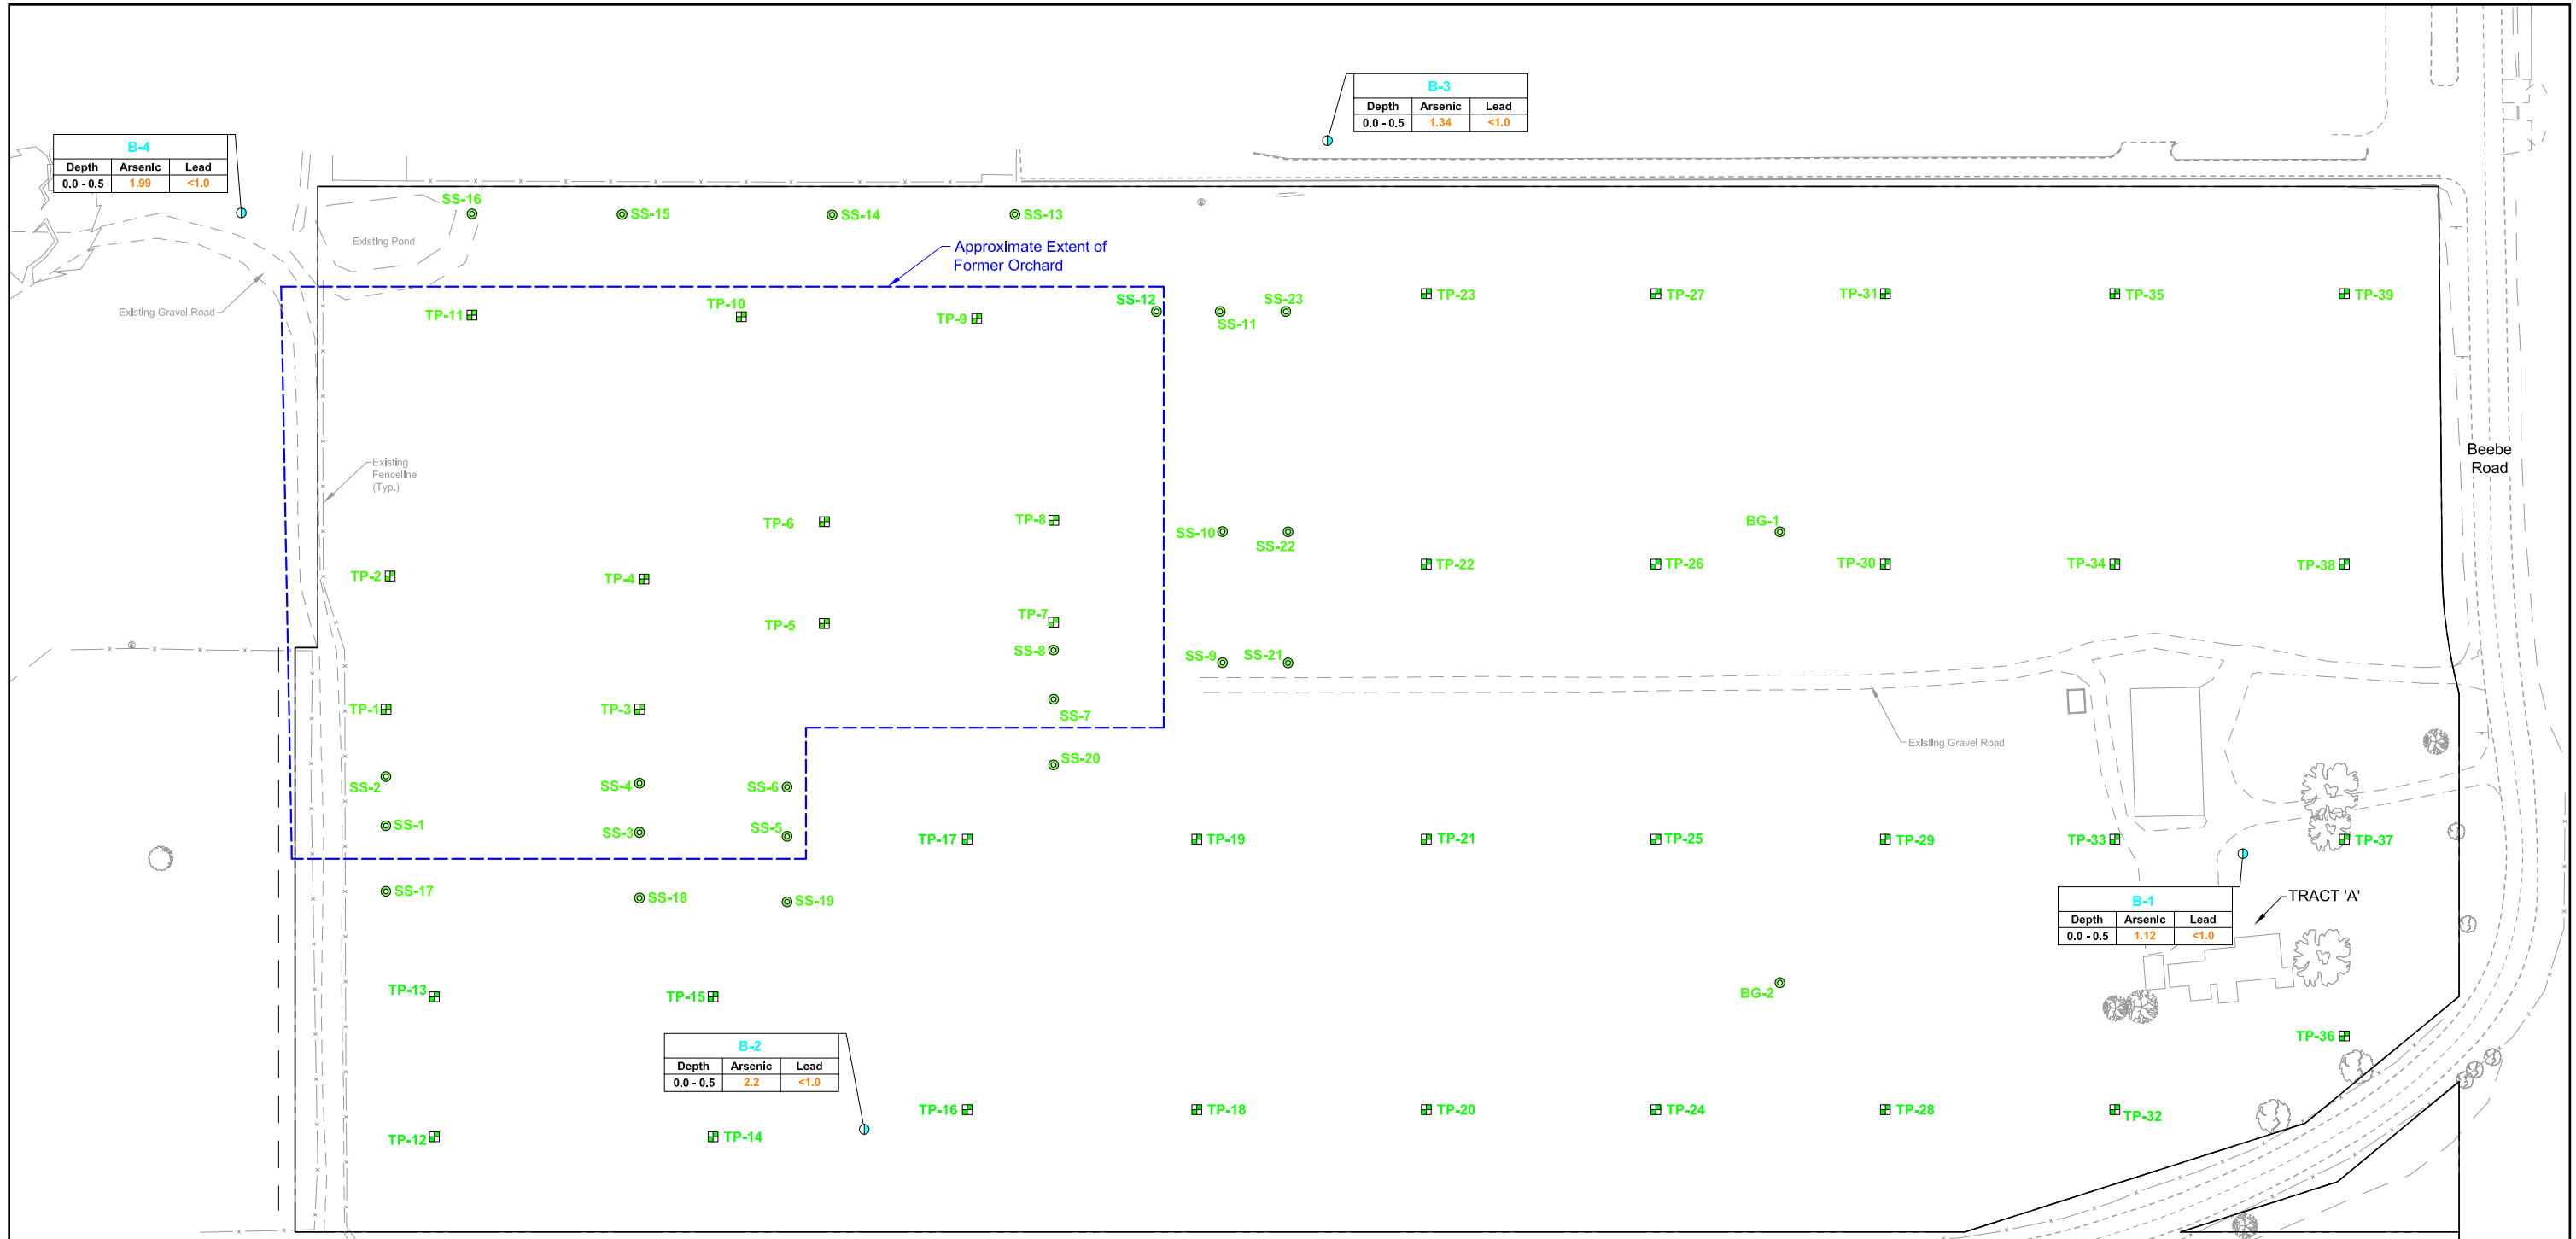 B-3
Depth Arsenic Lead
0.0 - 0.5 1.34 <1.0
B-4
Depth Arsenic Lead
0.0 - 0.5 1.99 <1.0
SS-16
SS-15
SS-14
SS-13
Existing Pond
Approximate Extent of
Former Orchard
Existing Gravel Road
TP-11
TP-10
TP-9
SS-12
SS-11
SS-23
TP-23
TP-27
TP-31
TP-35
TP-39
Existing
Fenceline
(Typ.)
Beebe
Road
TP-6
TP-8
SS-10
SS-22
BG-1
TP-2
TP-4
TP-22
TP-26
TP-30
TP-34
TP-38
TP-5
TP-7
SS-8
SS-9
SS-21
TP-1
TP-3
SS-7
Existing Gravel Road
SS-20
SS-2
SS-4
SS-6
SS-1
SS-3
SS-5
TP-17
TP-19
TP-21
TP-25
TP-29
TP-33
TP-37
SS-17
SS-18
SS-19
B-1
Depth Arsenic Lead
0.0 - 0.5 1.12 <1.0
TRACT 'A'
TP-13
TP-15
BG-2
B-2
Depth Arsenic Lead
0.0 - 0.5 2.2 <1.0
TP-36
TP-12
TP-14
TP-16
TP-18
TP-20
TP-24
TP-28
TP-32